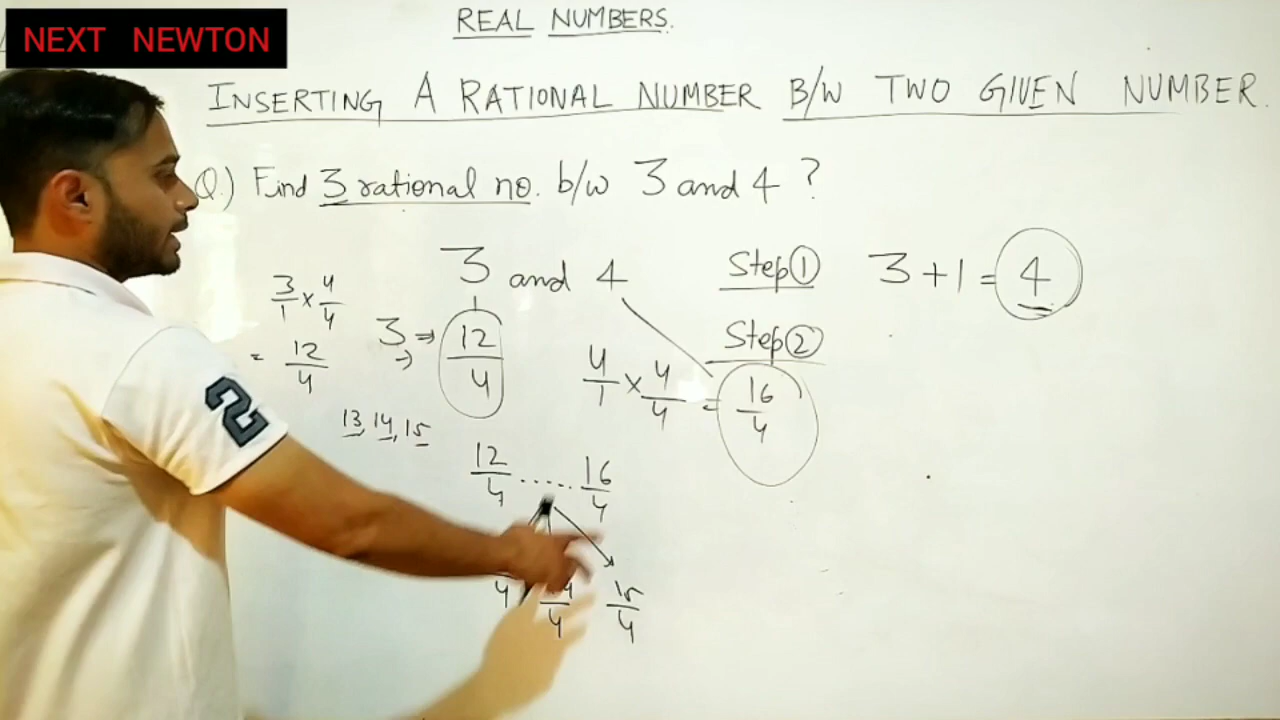 NEXT NEWTON
REAL NUMBERS.
INSERTING A RATIONAL NUMBER B/W TWO GIVEN NUMBER.
Q.) Find 3 rational no. b/w 3 and 4 ?
3 and 4
Step ① 3 + 1 = 4
3/1 × 4/4
= 12/4
3 ⇒ 12/4
Step ②
4/1 × 4/4 = 16/4
13, 14, 15
12/4 ..... 16/4
4 4 15/4
2